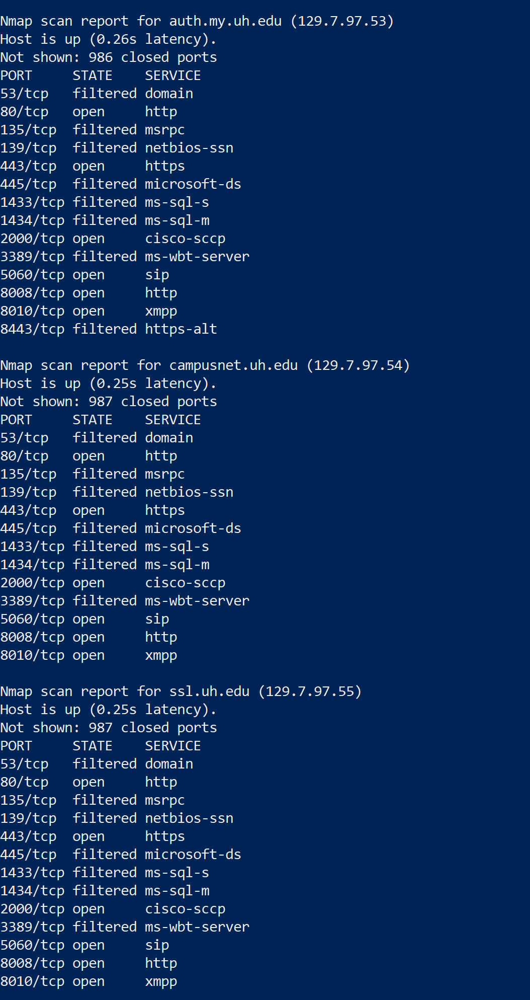 Nmap scan report for auth.my.uh.edu (129.7.97.53)
Host is up (0.26s latency).
Not shown: 986 closed ports
PORT     STATE    SERVICE
53/tcp   filtered domain
80/tcp   open     http
135/tcp  filtered msrpc
139/tcp  filtered netbios-ssn
443/tcp  open     https
445/tcp  filtered microsoft-ds
1433/tcp filtered ms-sql-s
1434/tcp filtered ms-sql-m
2000/tcp open     cisco-sccp
3389/tcp filtered ms-wbt-server
5060/tcp open     sip
8008/tcp open     http
8010/tcp open     xmpp
8443/tcp filtered https-alt

Nmap scan report for campusnet.uh.edu (129.7.97.54)
Host is up (0.25s latency).
Not shown: 987 closed ports
PORT     STATE    SERVICE
53/tcp   filtered domain
80/tcp   open     http
135/tcp  filtered msrpc
139/tcp  filtered netbios-ssn
443/tcp  open     https
445/tcp  filtered microsoft-ds
1433/tcp filtered ms-sql-s
1434/tcp filtered ms-sql-m
2000/tcp open     cisco-sccp
3389/tcp filtered ms-wbt-server
5060/tcp open     sip
8008/tcp open     http
8010/tcp open     xmpp

Nmap scan report for ssl.uh.edu (129.7.97.55)
Host is up (0.25s latency).
Not shown: 987 closed ports
PORT     STATE    SERVICE
53/tcp   filtered domain
80/tcp   open     http
135/tcp  filtered msrpc
139/tcp  filtered netbios-ssn
443/tcp  open     https
445/tcp  filtered microsoft-ds
1433/tcp filtered ms-sql-s
1434/tcp filtered ms-sql-m
2000/tcp open     cisco-sccp
3389/tcp filtered ms-wbt-server
5060/tcp open     sip
8008/tcp open     http
8010/tcp open     xmpp